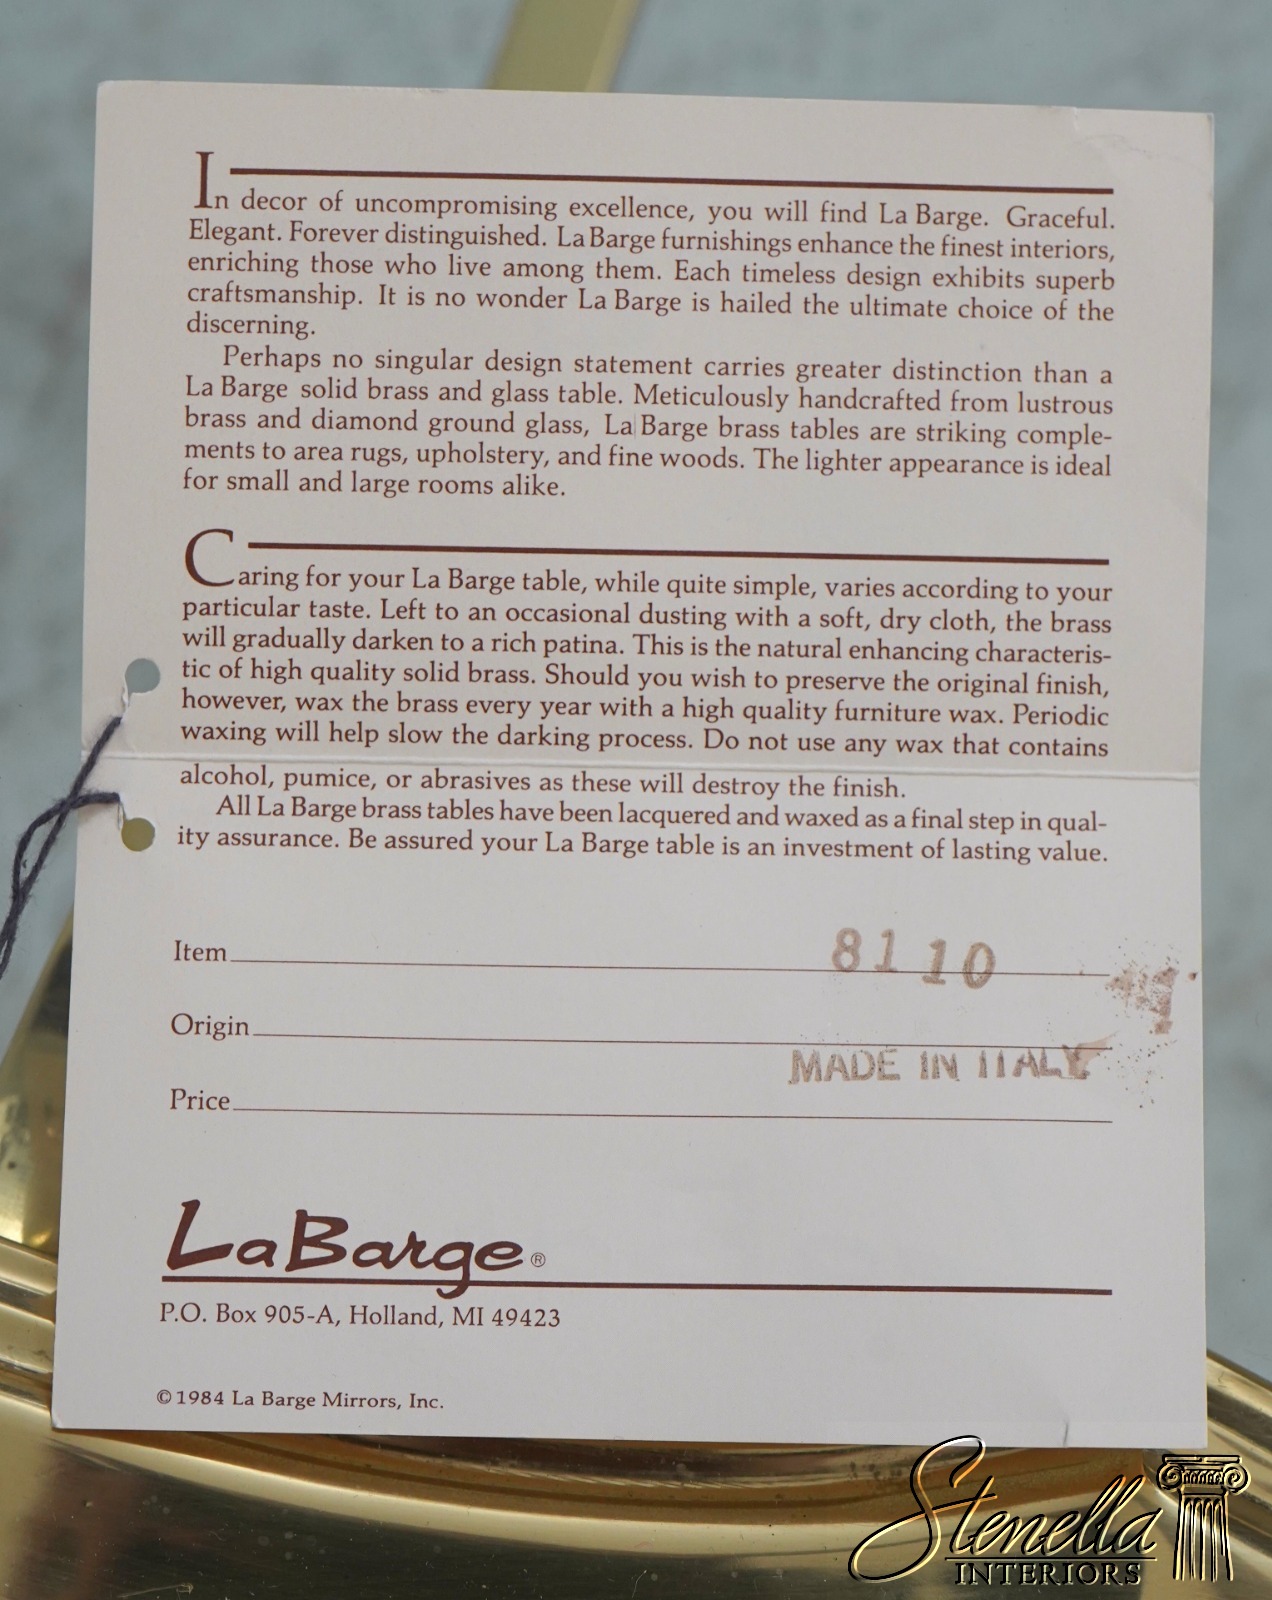 In decor of uncompromising excellence, you will find La Barge. Graceful.
Elegant. Forever distinguished. La Barge furnishings enhance the finest interiors,
enriching those who live among them. Each timeless design exhibits superb
craftsmanship. It is no wonder La Barge is hailed the ultimate choice of the
discerning.
Perhaps no singular design statement carries greater distinction than a
La Barge solid brass and glass table. Meticulously handcrafted from lustrous
brass and diamond ground glass, La Barge brass tables are striking comple-
ments to area rugs, upholstery, and fine woods. The lighter appearance is ideal
for small and large rooms alike.
Caring for your La Barge table, while quite simple, varies according to your
particular taste. Left to an occasional dusting with a soft, dry cloth, the brass
will gradually darken to a rich patina. This is the natural enhancing characteris-
tic of high quality solid brass. Should you wish to preserve the original finish,
however, wax the brass every year with a high quality furniture wax. Periodic
waxing will help slow the darking process. Do not use any wax that contains
alcohol, pumice, or abrasives as these will destroy the finish.
All La Barge brass tables have been lacquered and waxed as a final step in qual-
ity assurance. Be assured your La Barge table is an investment of lasting value.
Item 8110
Origin
MADE IN ITALY
Price
LaBarge®
P.O. Box 905-A, Holland, MI 49423
©1984 La Barge Mirrors, Inc.
Stenella
INTERIORS